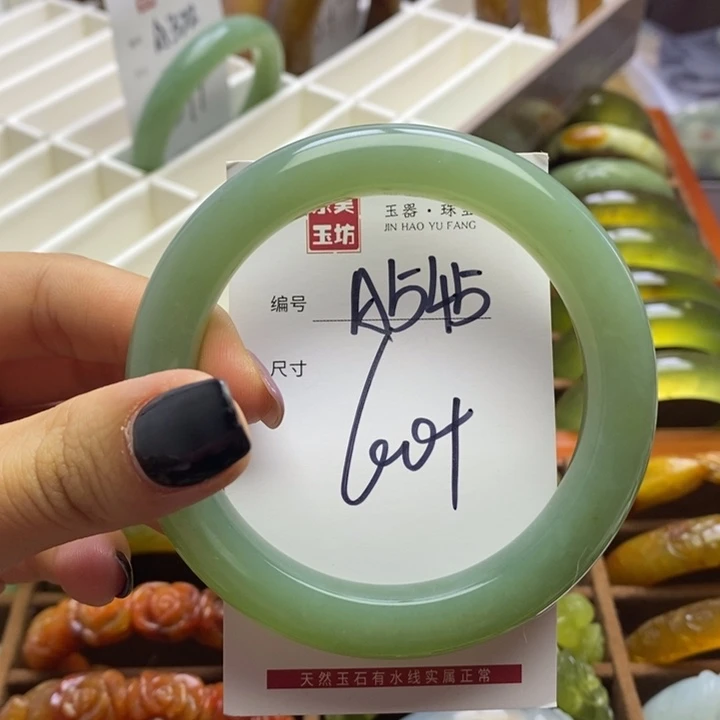 玉器·珠宝
玉坊
JIN HAO YU FANG
编号 A545
尺寸
60+
天然玉石有水线实属正常